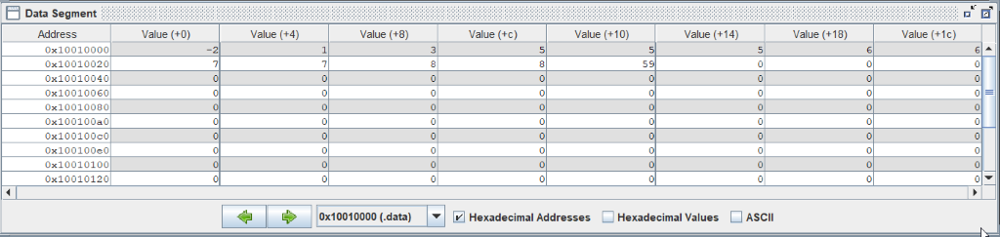 Data Segment
Address Value (+0) Value (+4) Value (+8) Value (+c) Value (+10) Value (+14) Value (+18) Value (+1c)
0x10010000 -2 1 3 5 5 5 6 6
0x10010020 7 7 8 8 59 0 0 0
0x10010040 0 0 0 0 0 0 0 0
0x10010060 0 0 0 0 0 0 0 0
0x10010080 0 0 0 0 0 0 0 0
0x100100a0 0 0 0 0 0 0 0 0
0x100100c0 0 0 0 0 0 0 0 0
0x100100e0 0 0 0 0 0 0 0 0
0x10010100 0 0 0 0 0 0 0 0
0x10010120 0 0 0 0 0 0 0 0
0x10010000 (.data) Hexadecimal Addresses Hexadecimal Values ASCII